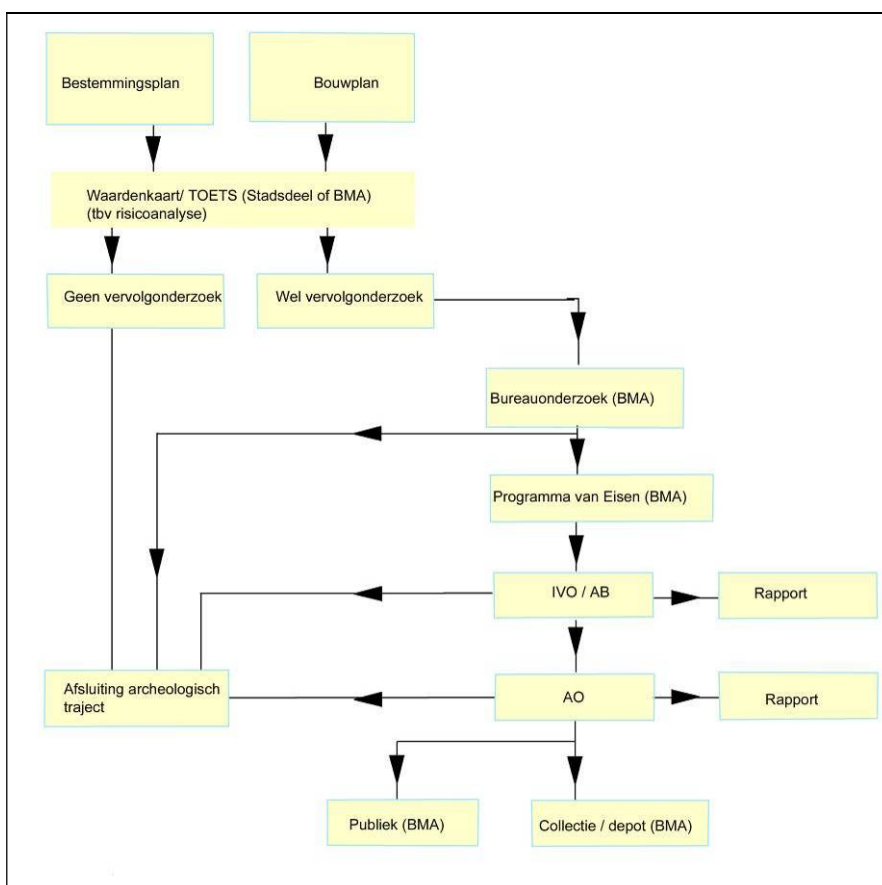 Bestemmingsplan
Bouwplan
Waardenkaart/ TOETS (Stadsdeel of BMA)
(tbv risicoanalyse)
Geen vervolgonderzoek
Wel vervolgonderzoek
Bureauonderzoek (BMA)
Programma van Eisen (BMA)
IVO / AB
Rapport
Afsluiting archeologisch
traject
AO
Rapport
Publiek (BMA)
Collectie / depot (BMA)